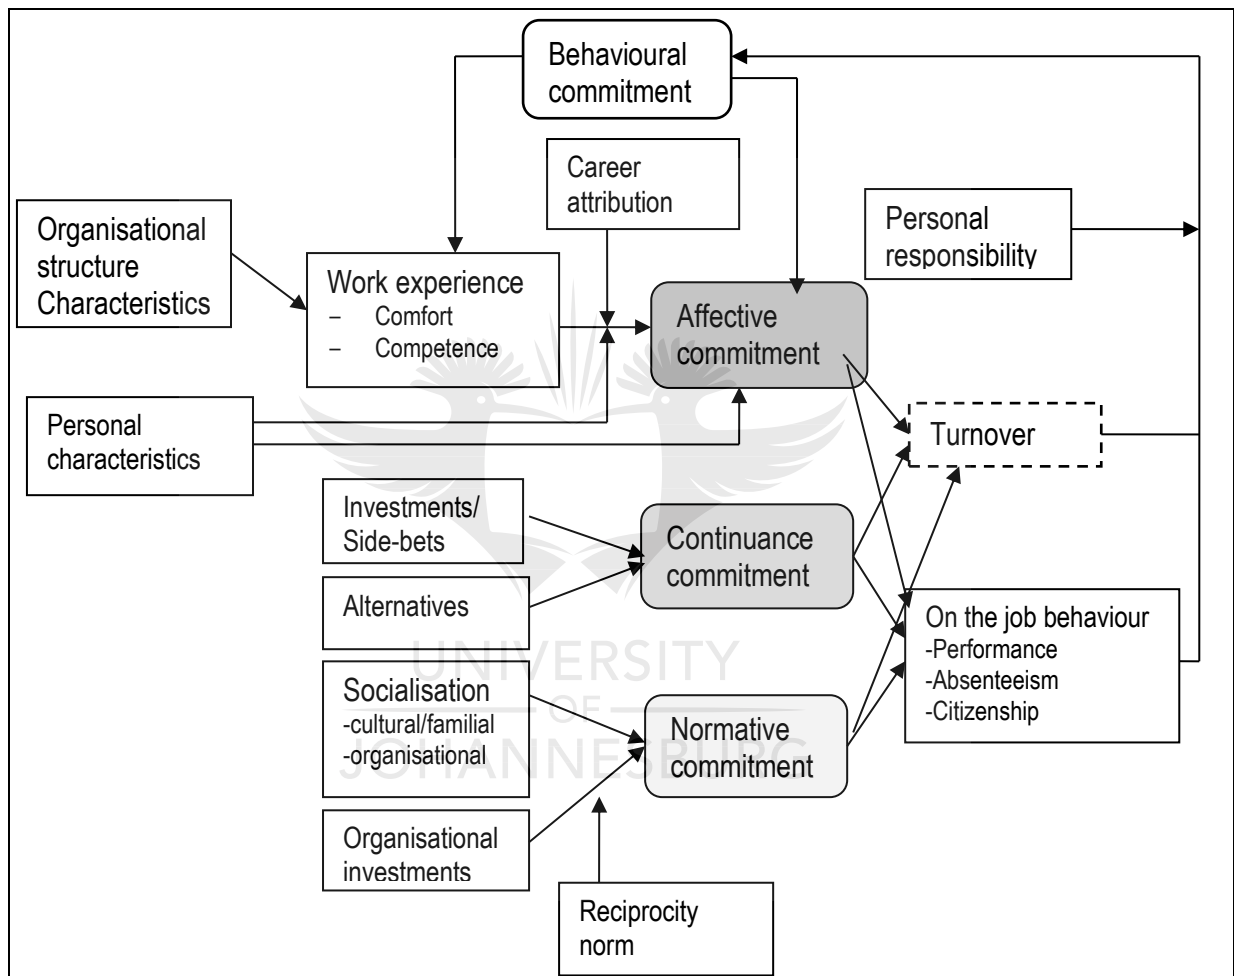 Behavioural
commitment
Career
attribution
Personal
responsibility
Organisational
structure
Characteristics
Work experience
– Comfort
– Competence
Affective
commitment
Personal
characteristics
Turnover
Investments/
Side-bets
Continuance
commitment
Alternatives
On the job behaviour
-Performance
-Absenteeism
-Citizenship
Socialisation
-cultural/familial
-organisational
Normative
commitment
Organisational
investments
Reciprocity
norm
UNIVERSITY
OF
JOHANNESBURG